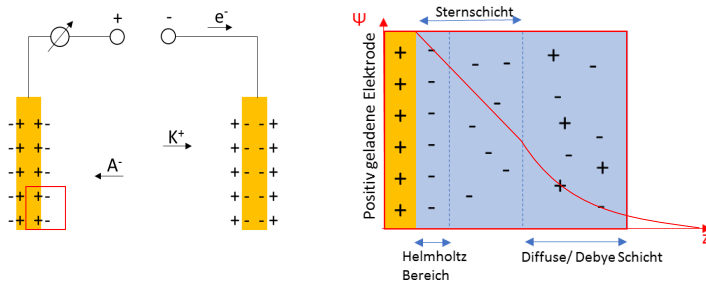 +
-
e⁻
K⁺
A⁻
-+ +-
-+ +-
-+ +-
-+ +-
-+ +-
+ - - +
+ - - +
+ - - +
+ - - +
+ - - +
Sternschicht
Ψ
Positiv geladene Elektrode
z
Helmholtz
Bereich
Diffuse/ Debye Schicht